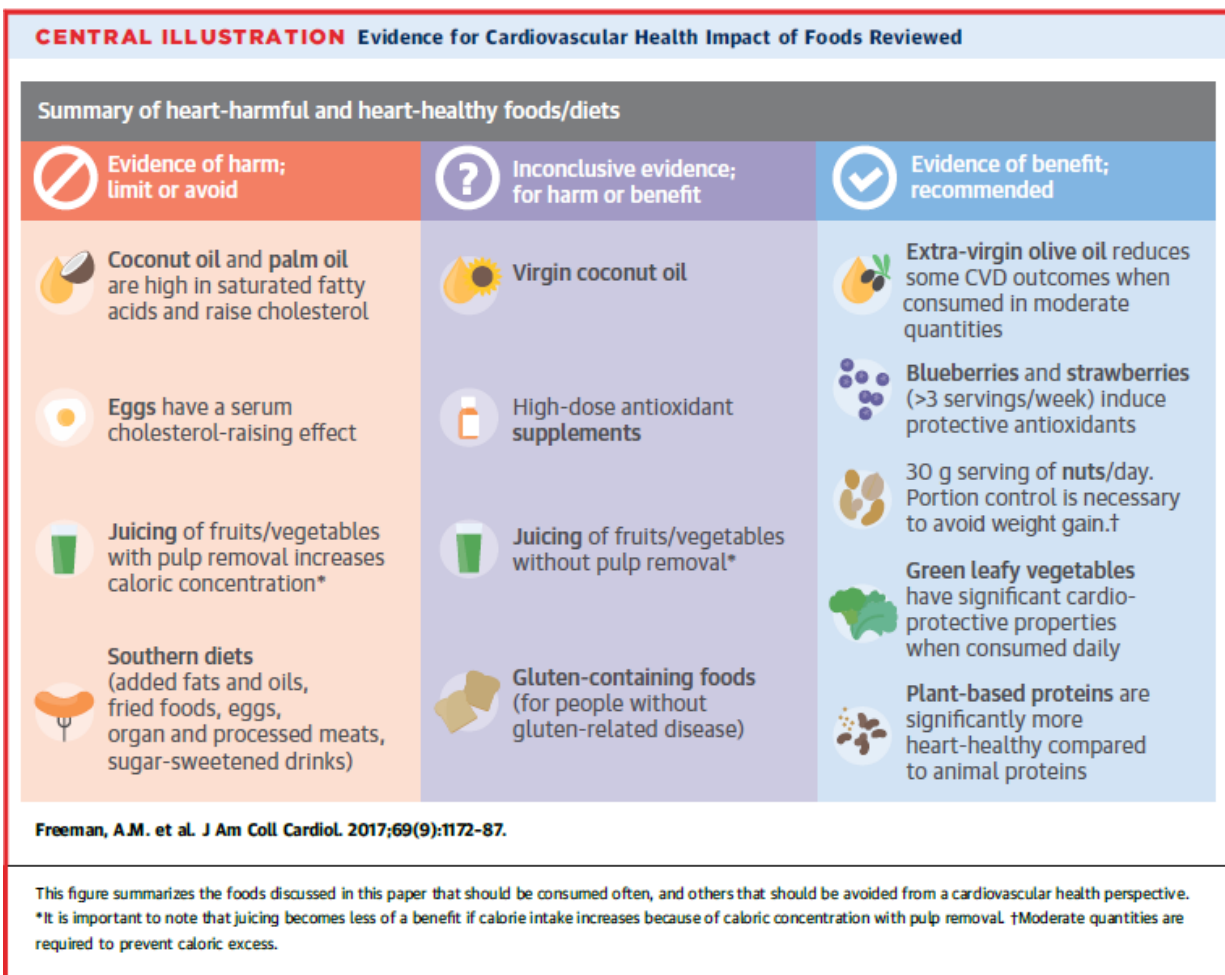 CENTRAL ILLUSTRATION Evidence for Cardiovascular Health Impact of Foods Reviewed
Summary of heart-harmful and heart-healthy foods/diets
Evidence of harm;
limit or avoid
Coconut oil and palm oil
are high in saturated fatty
acids and raise cholesterol
Eggs have a serum
cholesterol-raising effect
Juicing of fruits/vegetables
with pulp removal increases
caloric concentration*
Southern diets
(added fats and oils,
fried foods, eggs,
organ and processed meats,
sugar-sweetened drinks)
?
Inconclusive evidence;
for harm or benefit
Virgin coconut oil
High-dose antioxidant
supplements
Juicing of fruits/vegetables
without pulp removal*
Gluten-containing foods
(for people without
gluten-related disease)
Evidence of benefit;
recommended
Extra-virgin olive oil reduces
some CVD outcomes when
consumed in moderate
quantities
Blueberries and strawberries
(>3 servings/week) induce
protective antioxidants
30 g serving of nuts/day.
Portion control is necessary
to avoid weight gain.†
Green leafy vegetables
have significant cardio-
protective properties
when consumed daily
Plant-based proteins are
significantly more
heart-healthy compared
to animal proteins
Freeman, A.M. et al. J Am Coll Cardiol. 2017;69(9):1172-87.
This figure summarizes the foods discussed in this paper that should be consumed often, and others that should be avoided from a cardiovascular health perspective.
*It is important to note that juicing becomes less of a benefit if calorie intake increases because of caloric concentration with pulp removal. †Moderate quantities are
required to prevent caloric excess.